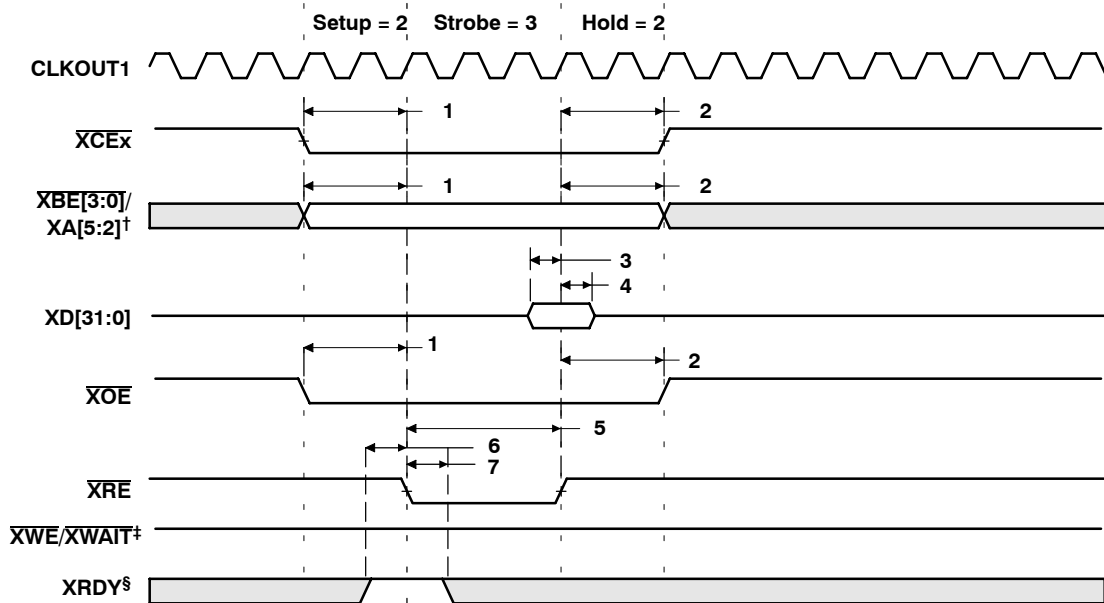 Setup = 2 Strobe = 3 Hold = 2
CLKOUT1
1 2
XCEx
1 2
XBE[3:0]/
XA[5:2]†
3
4
XD[31:0]
1
2
XOE
5
6
7
XRE
XWE/XWAIT‡
XRDY§